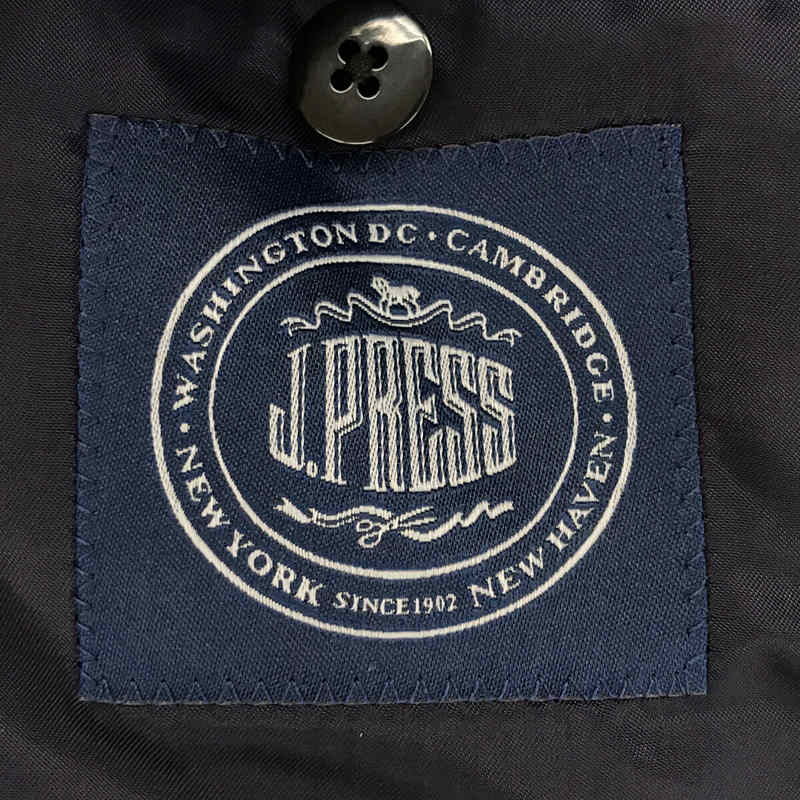 WASHINGTON DC · CAMBRIDGE ·
J.PRESS
· NEW YORK SINCE 1902 NEW HAVEN